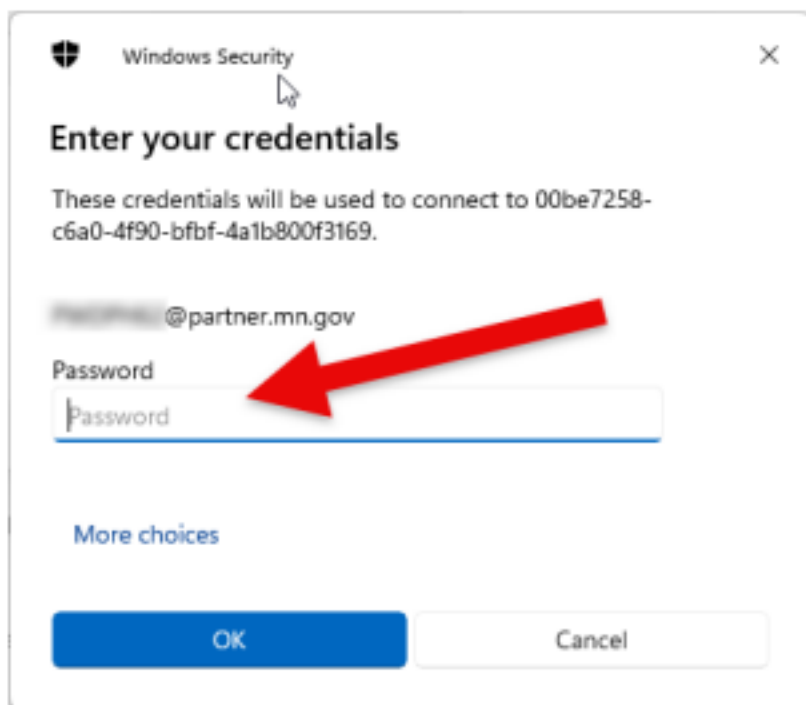 Windows Security
Enter your credentials
These credentials will be used to connect to 00be7258-
c6a0-4f90-bfbf-4a1b800f3169.
@partner.mn.gov
Password
Password
More choices
OK
Cancel